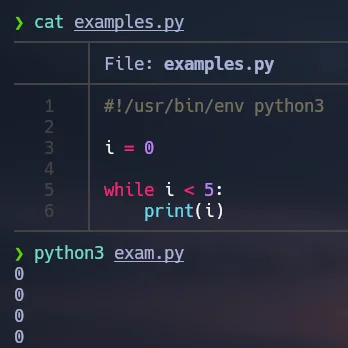 ❯ cat examples.py
File: examples.py
1 #!/usr/bin/env python3
2
3 i = 0
4
5 while i < 5:
6     print(i)
❯ python3 exam.py
0
0
0
0